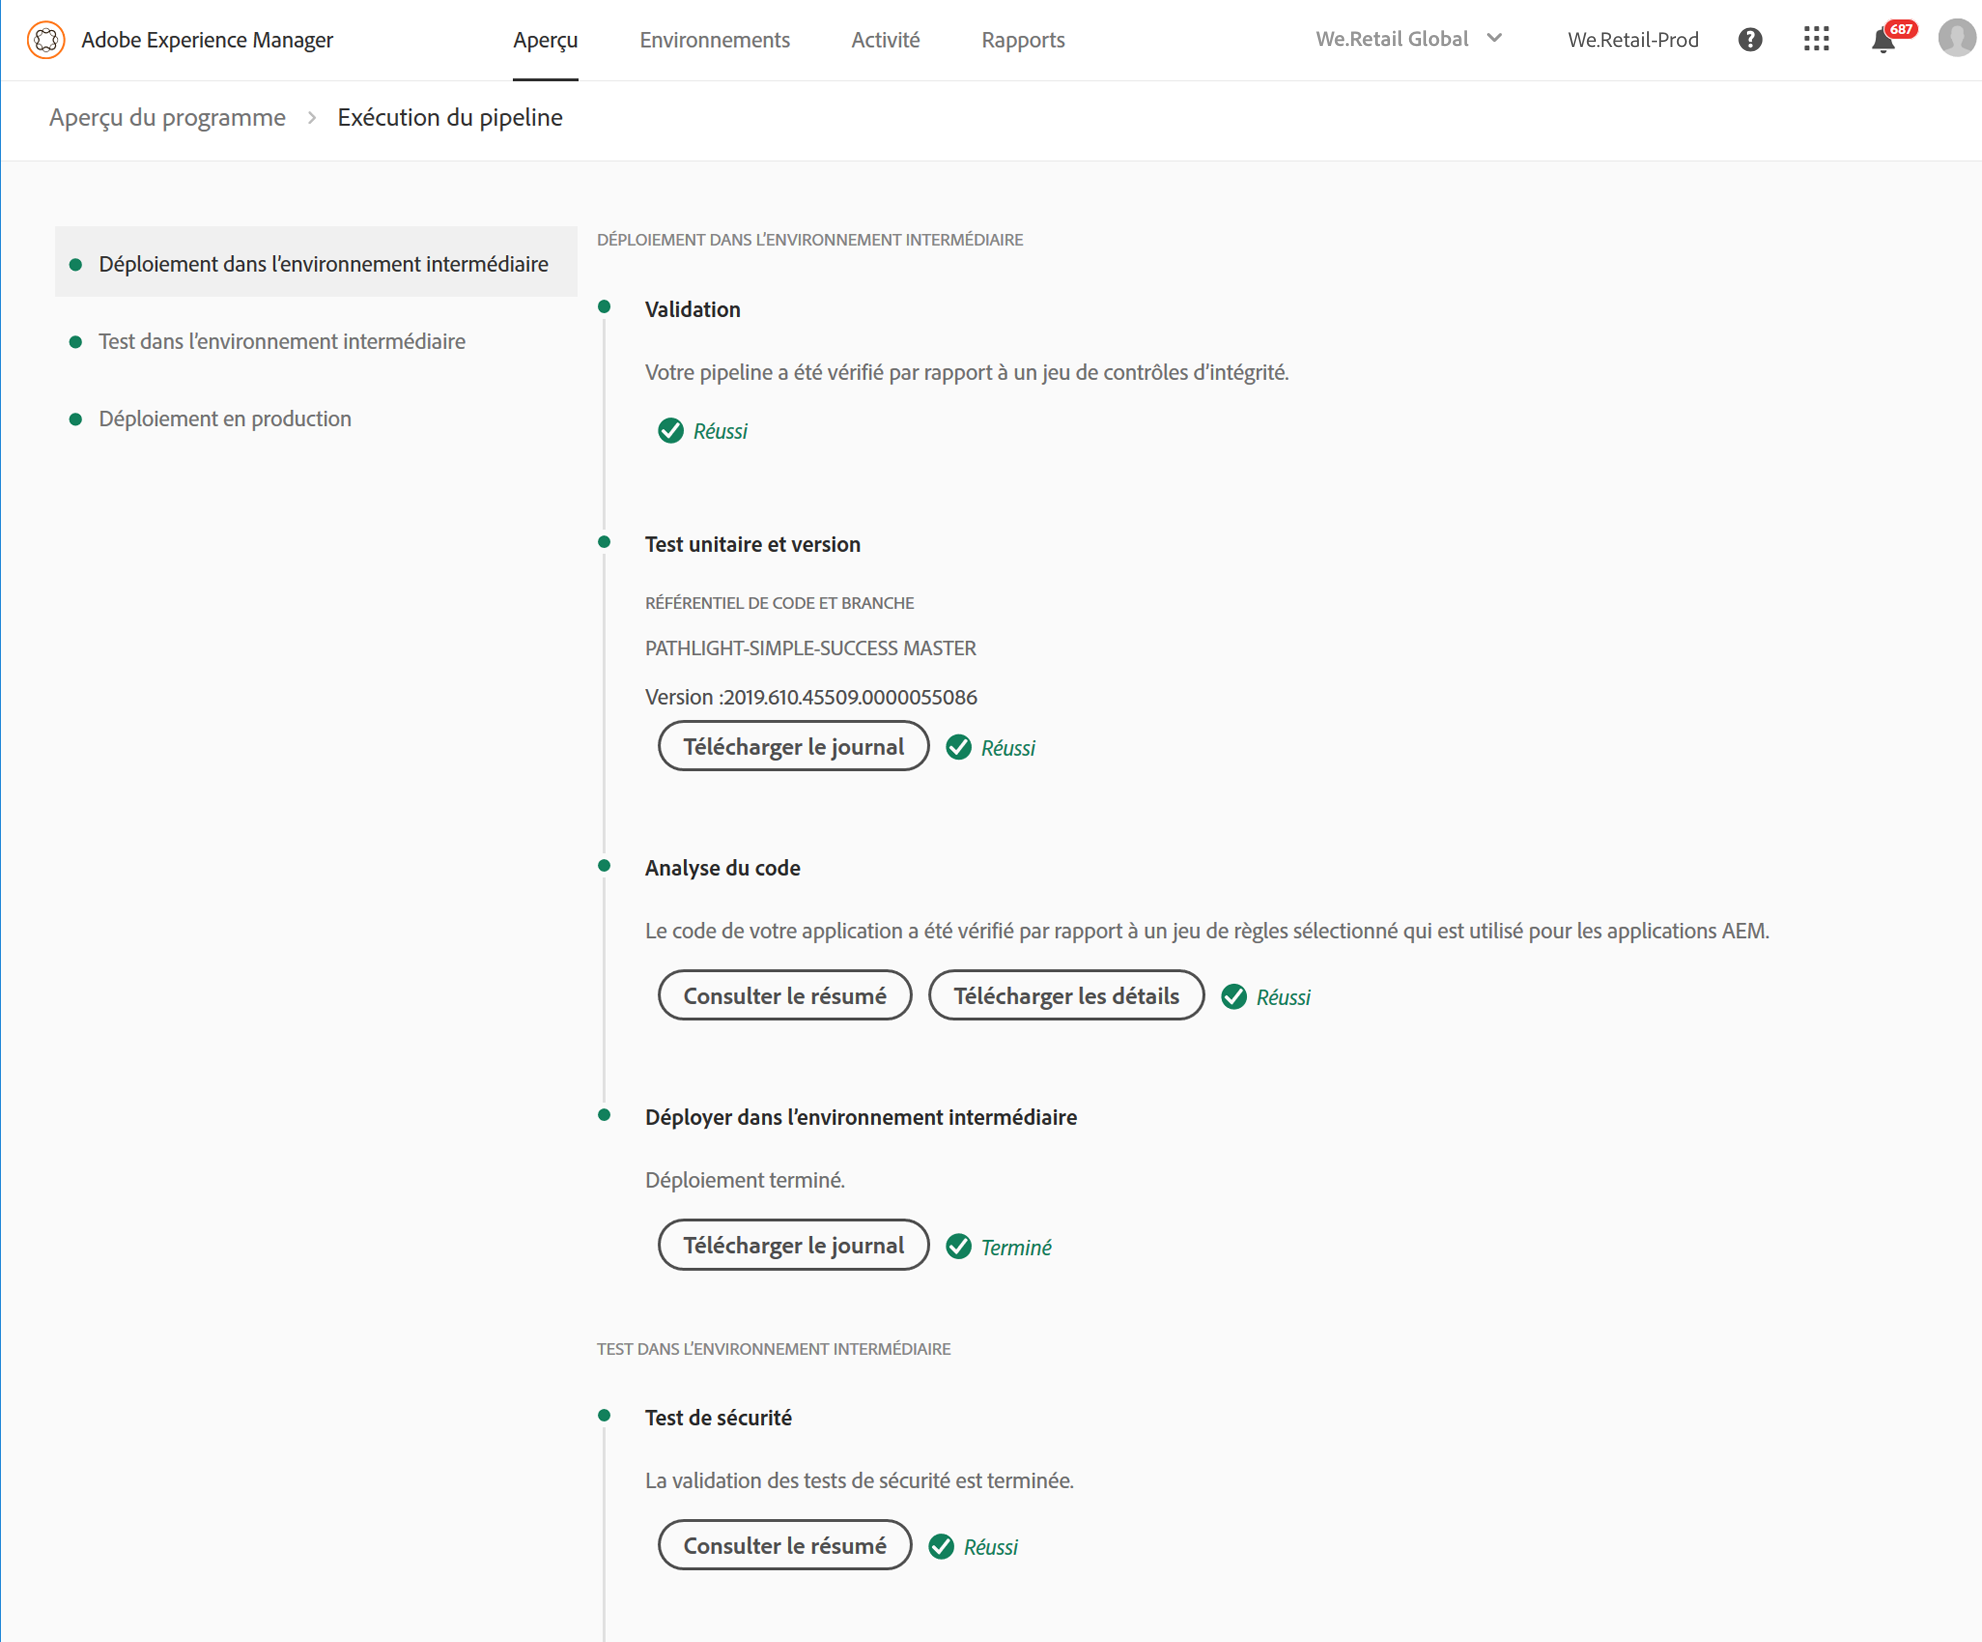 Adobe Experience Manager
Aperçu
Environnements
Activité
Rapports
We.Retail Global
We.Retail-Prod
687
Aperçu du programme
Exécution du pipeline
Déploiement dans l’environnement intermédiaire
Test dans l’environnement intermédiaire
Déploiement en production
DÉPLOIEMENT DANS L’ENVIRONNEMENT INTERMÉDIAIRE
Validation
Votre pipeline a été vérifié par rapport à un jeu de contrôles d’intégrité.
Réussi
Test unitaire et version
RÉFÉRENTIEL DE CODE ET BRANCHE
PATHLIGHT-SIMPLE-SUCCESS MASTER
Version :2019.610.45509.0000055086
Télécharger le journal
Réussi
Analyse du code
Le code de votre application a été vérifié par rapport à un jeu de règles sélectionné qui est utilisé pour les applications AEM.
Consulter le résumé
Télécharger les détails
Réussi
Déployer dans l’environnement intermédiaire
Déploiement terminé.
Télécharger le journal
Terminé
TEST DANS L’ENVIRONNEMENT INTERMÉDIAIRE
Test de sécurité
La validation des tests de sécurité est terminée.
Consulter le résumé
Réussi